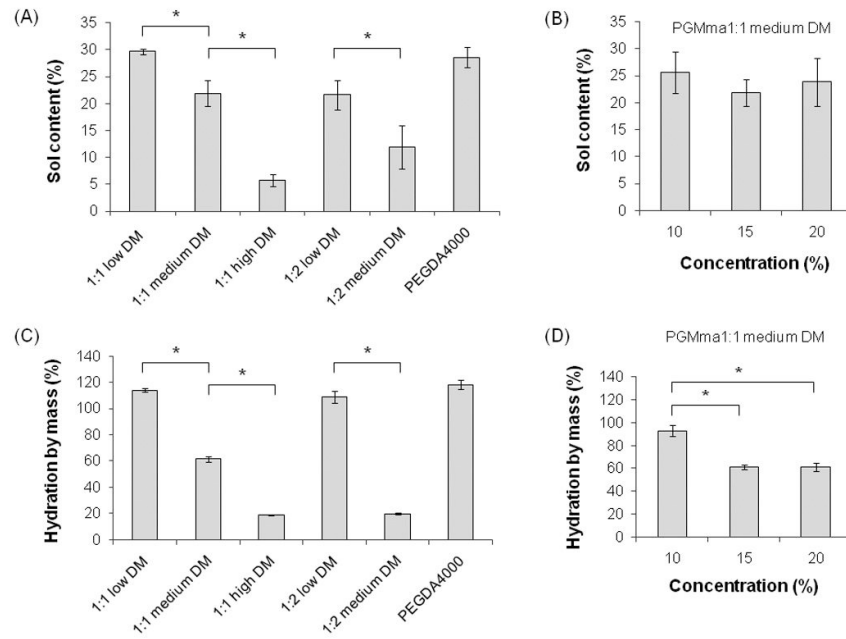 (A)
Sol content (%)
35
30
25
20
15
10
5
0
*
*
*
1:1 low DM
1:1 medium DM
1:1 high DM
1:2 low DM
1:2 medium DM
PEGDA4000
(B)
PGMma1:1 medium DM
Sol content (%)
35
30
25
20
15
10
5
0
10
15
20
Concentration (%)
(C)
Hydration by mass (%)
140
120
100
80
60
40
20
0
*
*
*
1:1 low DM
1:1 medium DM
1:1 high DM
1:2 low DM
1:2 medium DM
PEGDA4000
(D)
PGMma1:1 medium DM
Hydration by mass (%)
140
120
100
80
60
40
20
0
*
*
10
15
20
Concentration (%)